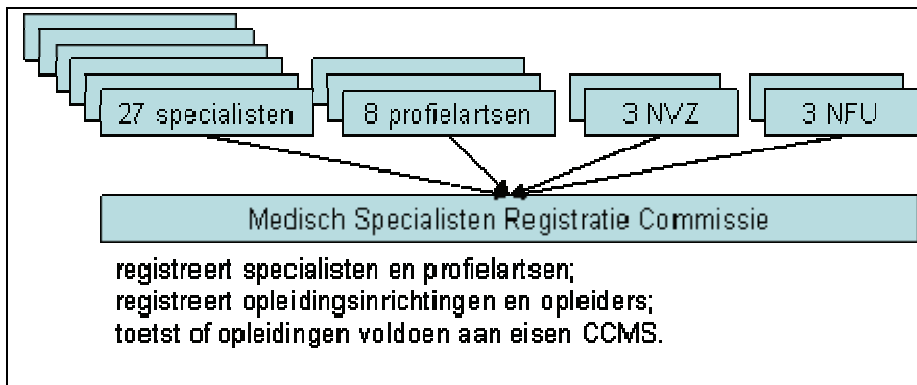 27 specialisten
8 profielartsen
3 NVZ
3 NFU
Medisch Specialisten Registratie Commissie
registreert specialisten en profielartsen;
registreert opleidingsinrichtingen en opleiders;
toetst of opleidingen voldoen aan eisen CCMS.